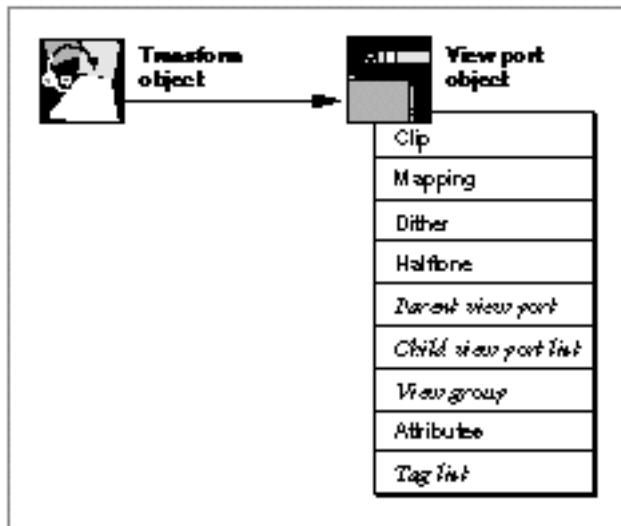 Transform
object
View port
object
Clip
Mapping
Dither
Halftone
Parent view port
Child view port list
View group
Attributes
Tag list